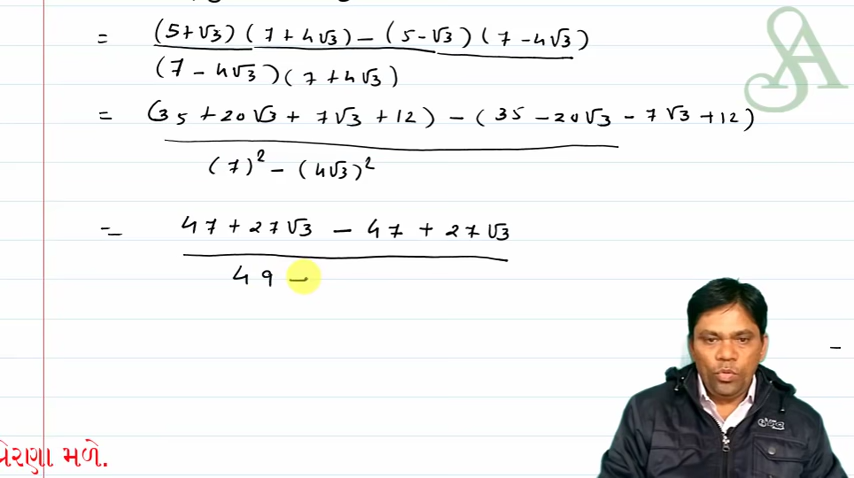 = (5+√3)(7+4√3) – (5-√3)(7-4√3)
(7-4√3)(7+4√3)
= (35+20√3+7√3+12) – (35-20√3-7√3+12)
(7)² – (4√3)²
= 47+27√3 – 47+27√3
49 –
પ્રેરણા મળે.